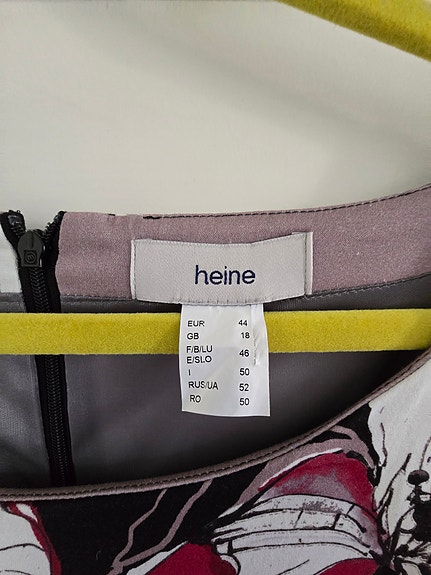 heine
EUR 44
GB 18
F/B/LU
E/SLO 46
I 50
RUS/UA 52
RO 50